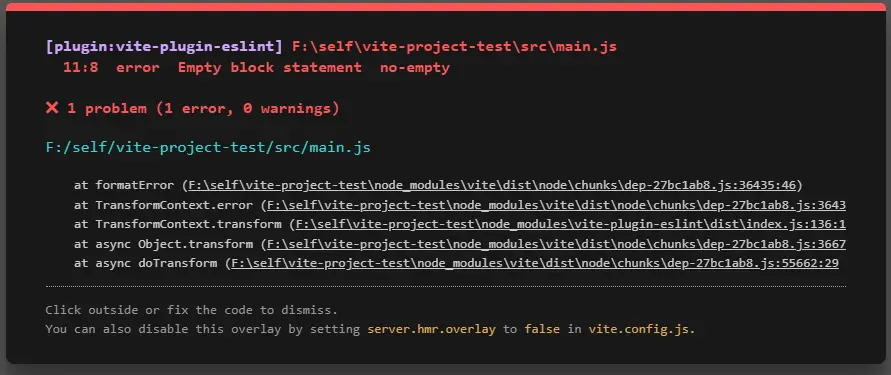 [plugin:vite-plugin-eslint] F:\self\vite-project-test\src\main.js
11:8 error Empty block statement no-empty
❌ 1 problem (1 error, 0 warnings)
F:/self/vite-project-test/src/main.js
at formatError (F:\self\vite-project-test\node_modules\vite\dist\node\chunks\dep-27bc1ab8.js:36435:46)
at TransformContext.error (F:\self\vite-project-test\node_modules\vite\dist\node\chunks\dep-27bc1ab8.js:3643
at TransformContext.transform (F:\self\vite-project-test\node_modules\vite-plugin-eslint\dist\index.js:136:1
at async Object.transform (F:\self\vite-project-test\node_modules\vite\dist\node\chunks\dep-27bc1ab8.js:3667
at async doTransform (F:\self\vite-project-test\node_modules\vite\dist\node\chunks\dep-27bc1ab8.js:55662:29
Click outside or fix the code to dismiss.
You can also disable this overlay by setting server.hmr.overlay to false in vite.config.js.